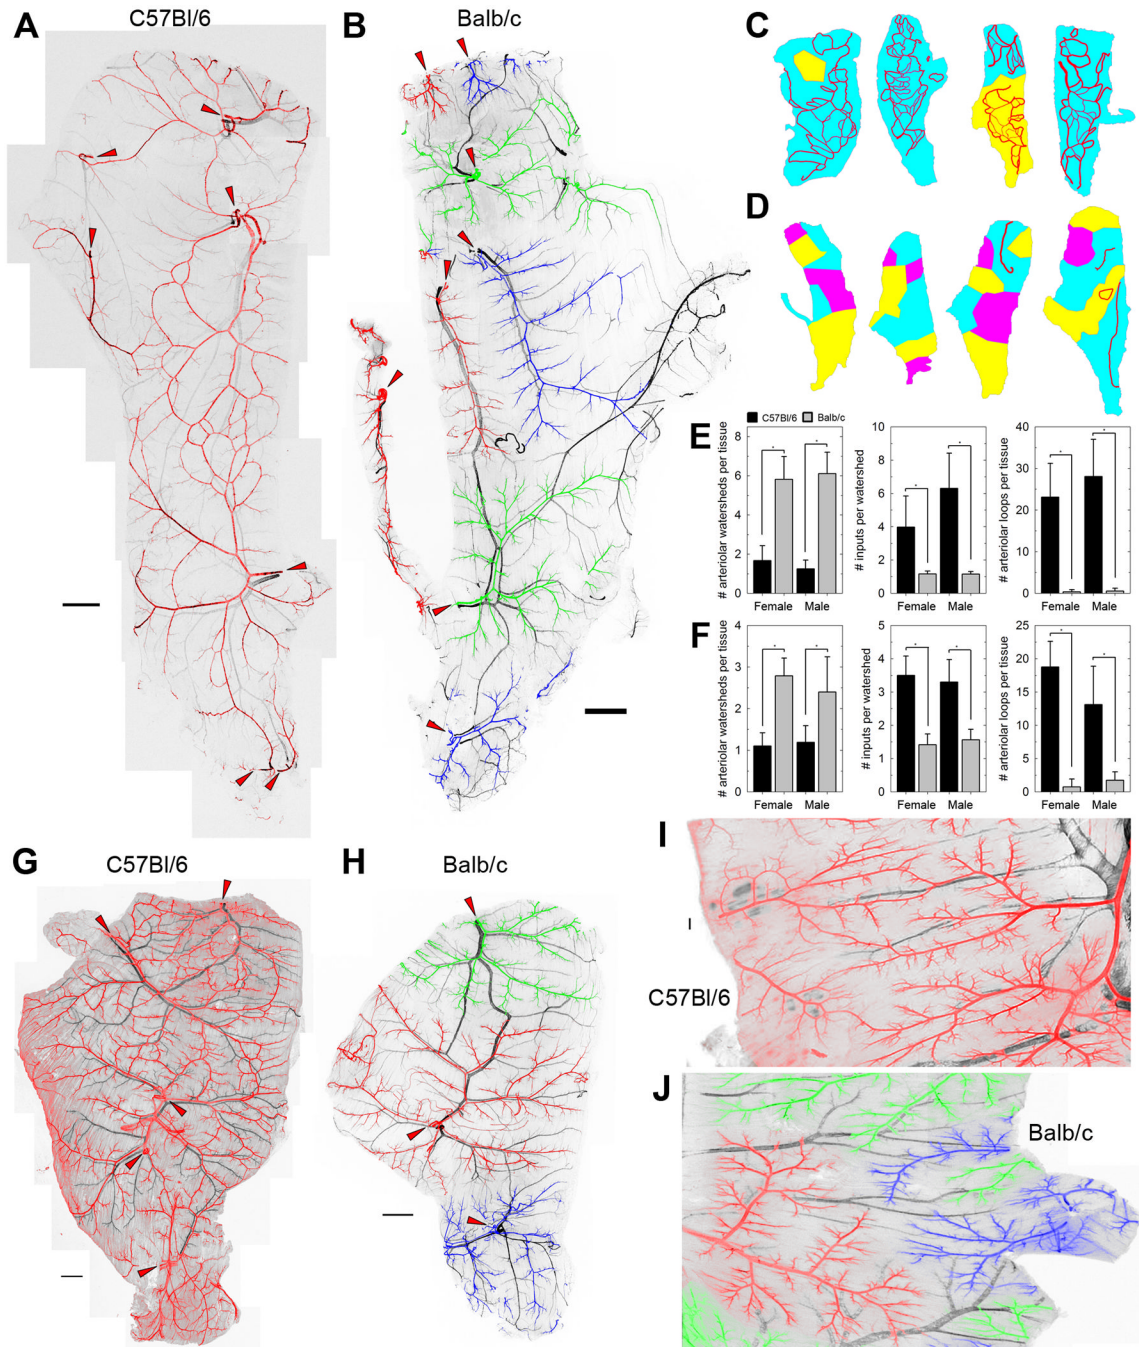 A
C57Bl/6
B
Balb/c
C
D
E
C57Bl/6
Balb/c
# arteriolar watersheds per tissue
8
6
4
2
0
Female
Male
# inputs per watershed
10
8
6
4
2
0
Female
Male
# arteriolar loops per tissue
40
30
20
10
0
Female
Male
F
# arteriolar watersheds per tissue
4
3
2
1
0
Female
Male
# inputs per watershed
5
4
3
2
1
0
Female
Male
# arteriolar loops per tissue
25
20
15
10
5
0
Female
Male
G
C57Bl/6
H
Balb/c
I
C57Bl/6
J
Balb/c